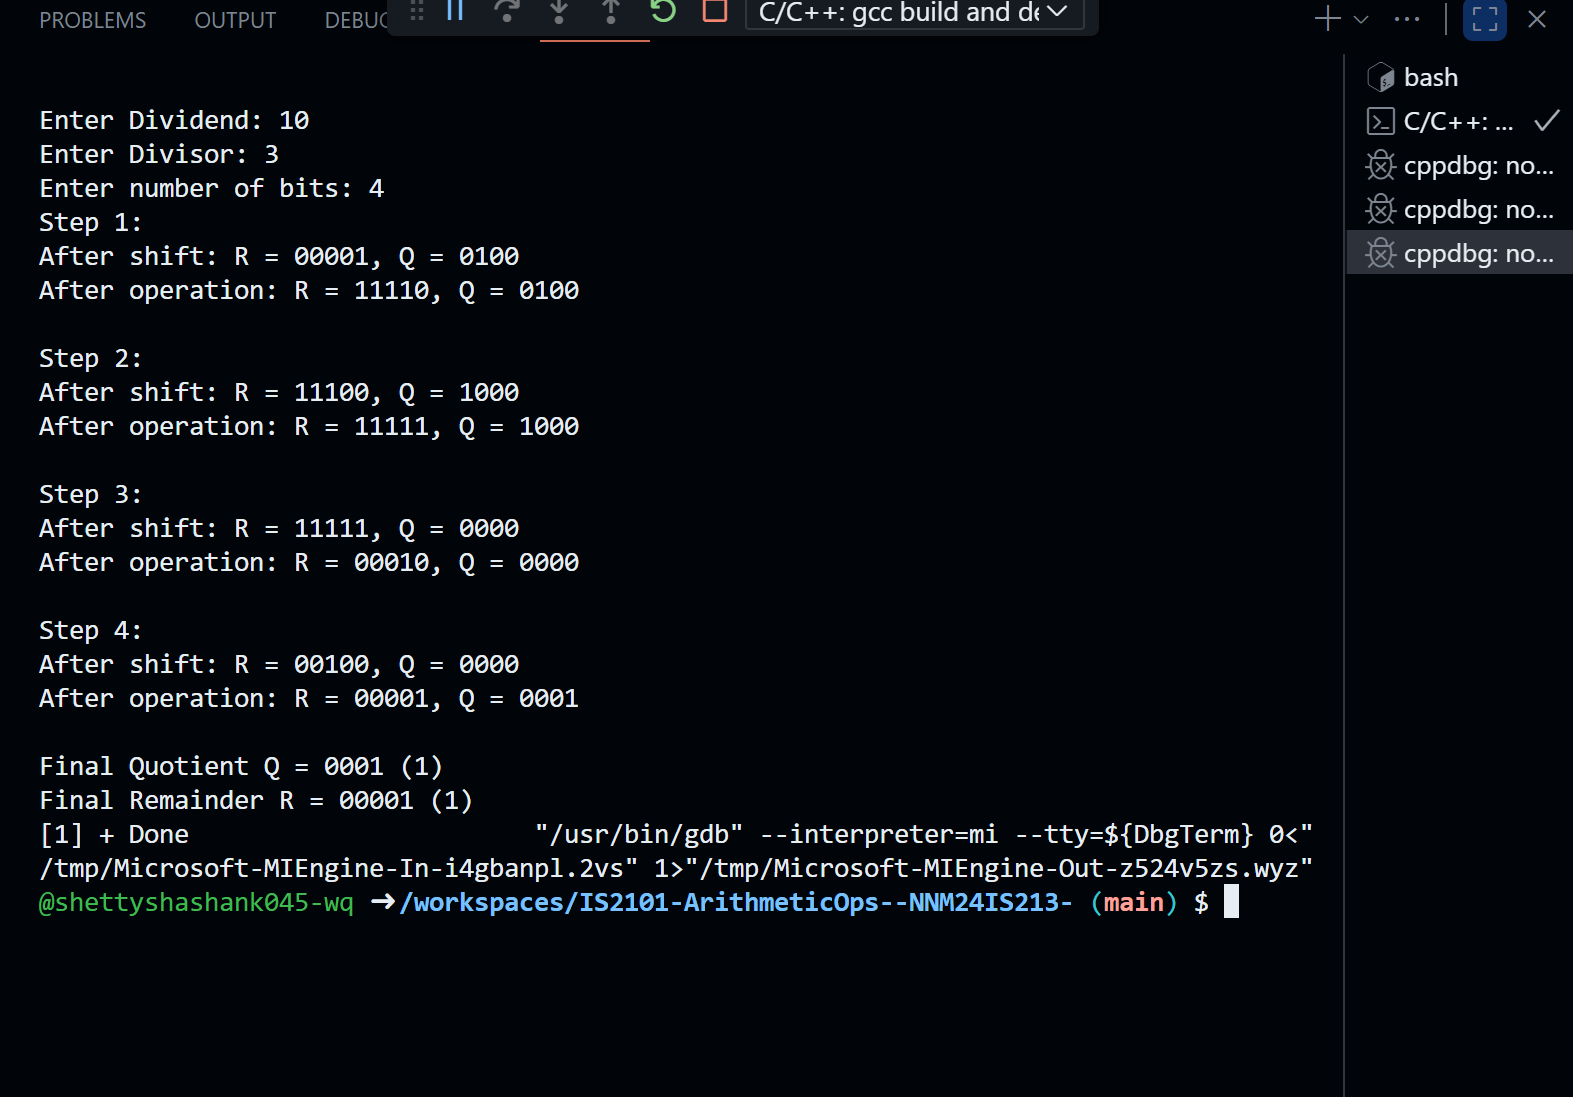 PROBLEMS OUTPUT DEBUG C/C++: gcc build and de
Enter Dividend: 10
Enter Divisor: 3
Enter number of bits: 4
Step 1:
After shift: R = 00001, Q = 0100
After operation: R = 11110, Q = 0100
Step 2:
After shift: R = 11100, Q = 1000
After operation: R = 11111, Q = 1000
Step 3:
After shift: R = 11111, Q = 0000
After operation: R = 00010, Q = 0000
Step 4:
After shift: R = 00100, Q = 0000
After operation: R = 00001, Q = 0001
Final Quotient Q = 0001 (1)
Final Remainder R = 00001 (1)
[1] + Done "/usr/bin/gdb" --interpreter=mi --tty=${DbgTerm} 0<"
/tmp/Microsoft-MIEngine-In-i4gbanpl.2vs" 1>"/tmp/Microsoft-MIEngine-Out-z524v5zs.wyz"
@shettyshashank045-wq ➜/workspaces/IS2101-ArithmeticOps--NNM24IS213- (main) $
bash
C/C++: ...
cppdbg: no...
cppdbg: no...
cppdbg: no...